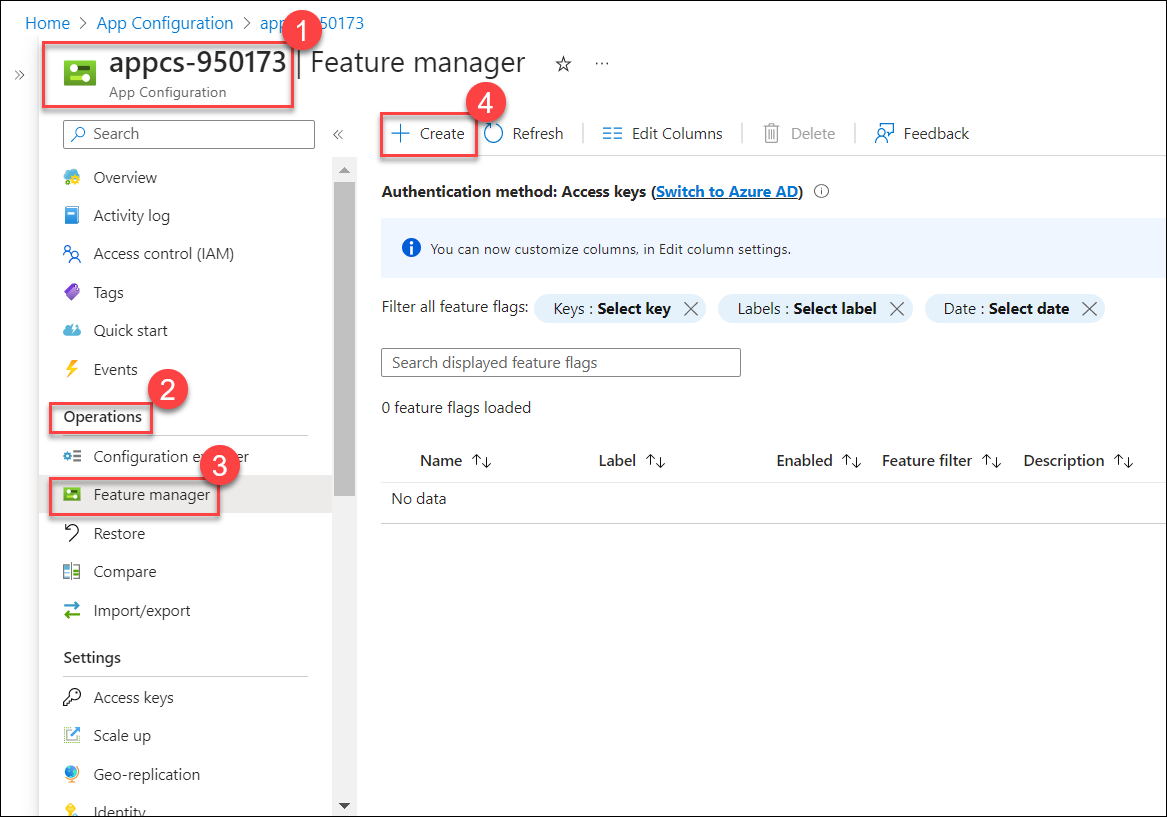 Home > App Configuration > app 950173
1
appcs-950173 | Feature manager ...
App Configuration
Search
Overview
Activity log
Access control (IAM)
Tags
Quick start
Events
2
Operations
Configuration
3
Feature manager
Restore
Compare
Import/export
Settings
Access keys
Scale up
Geo-replication
Identity
4
Create Refresh Edit Columns Delete Feedback
Authentication method: Access keys (Switch to Azure AD)
You can now customize columns, in Edit column settings.
Filter all feature flags: Keys : Select key Labels : Select label Date : Select date
Search displayed feature flags
0 feature flags loaded
Name Label Enabled Feature filter Description
No data